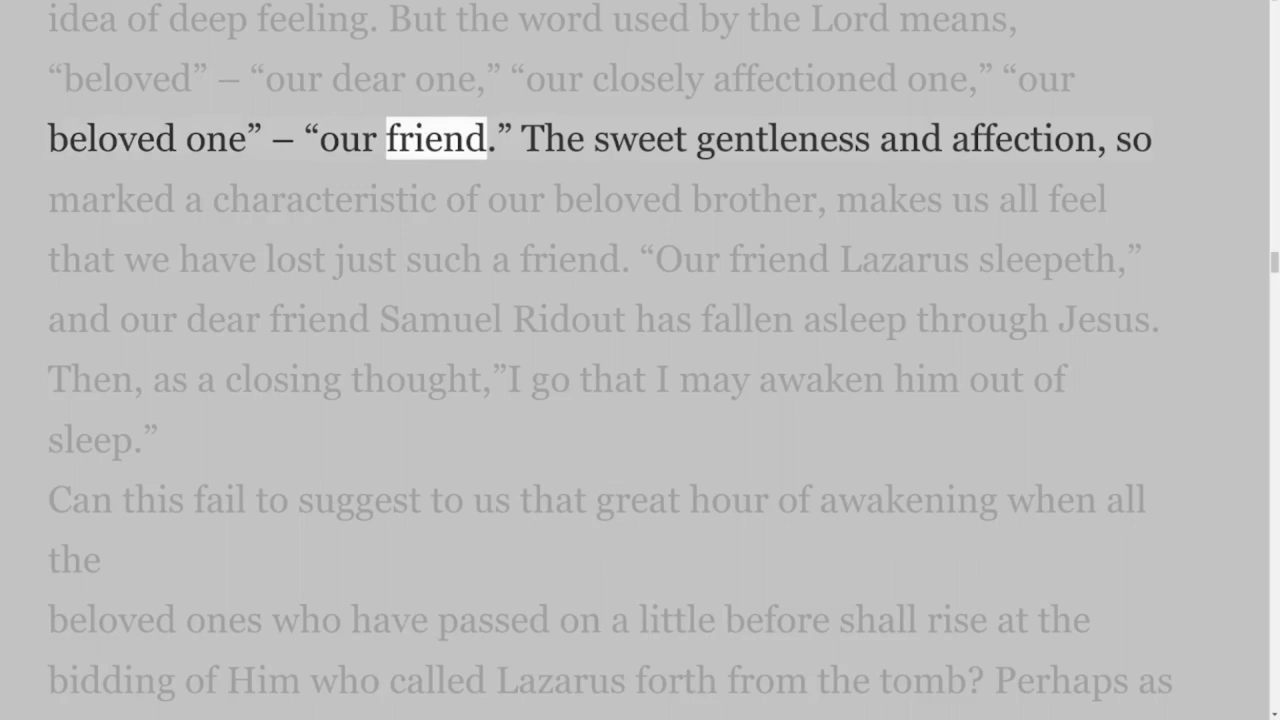 idea of deep feeling. But the word used by the Lord means,
“beloved” – “our dear one,” “our closely affectioned one,” “our
beloved one” – “our friend.” The sweet gentleness and affection, so
marked a characteristic of our beloved brother, makes us all feel
that we have lost just such a friend. “Our friend Lazarus sleepeth,”
and our dear friend Samuel Ridout has fallen asleep through Jesus.
Then, as a closing thought,”I go that I may awaken him out of
sleep.”
Can this fail to suggest to us that great hour of awakening when all
the
beloved ones who have passed on a little before shall rise at the
bidding of Him who called Lazarus forth from the tomb? Perhaps as